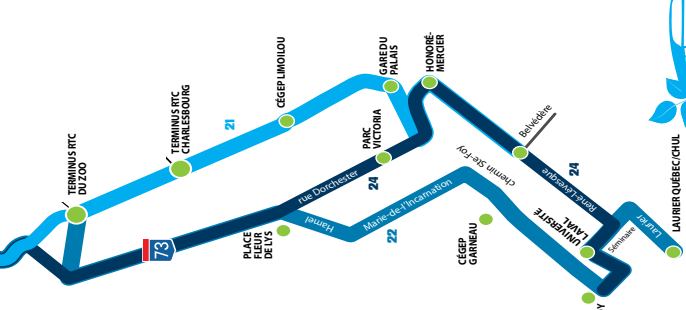 TERMINUS RTC
DU ZOO
TERMINUS RTC
CHARLESBOURG
21
CÉGEP LIMOILOU
GARE DU
PALAIS
HONORÉ-
MERCIER
PARC
VICTORIA
rue Dorchester
24
73
PLACE
FLEUR
DE LYS
Hamel
Marie-de-l'Incarnation
22
chemin Ste-Foy
Belvédère
24
René-Lévesque
CÉGEP
GARNEAU
UNIVERSITÉ
LAVAL
Séminaire
Laurier
LAURIER QUÉBEC/CHUL
Y